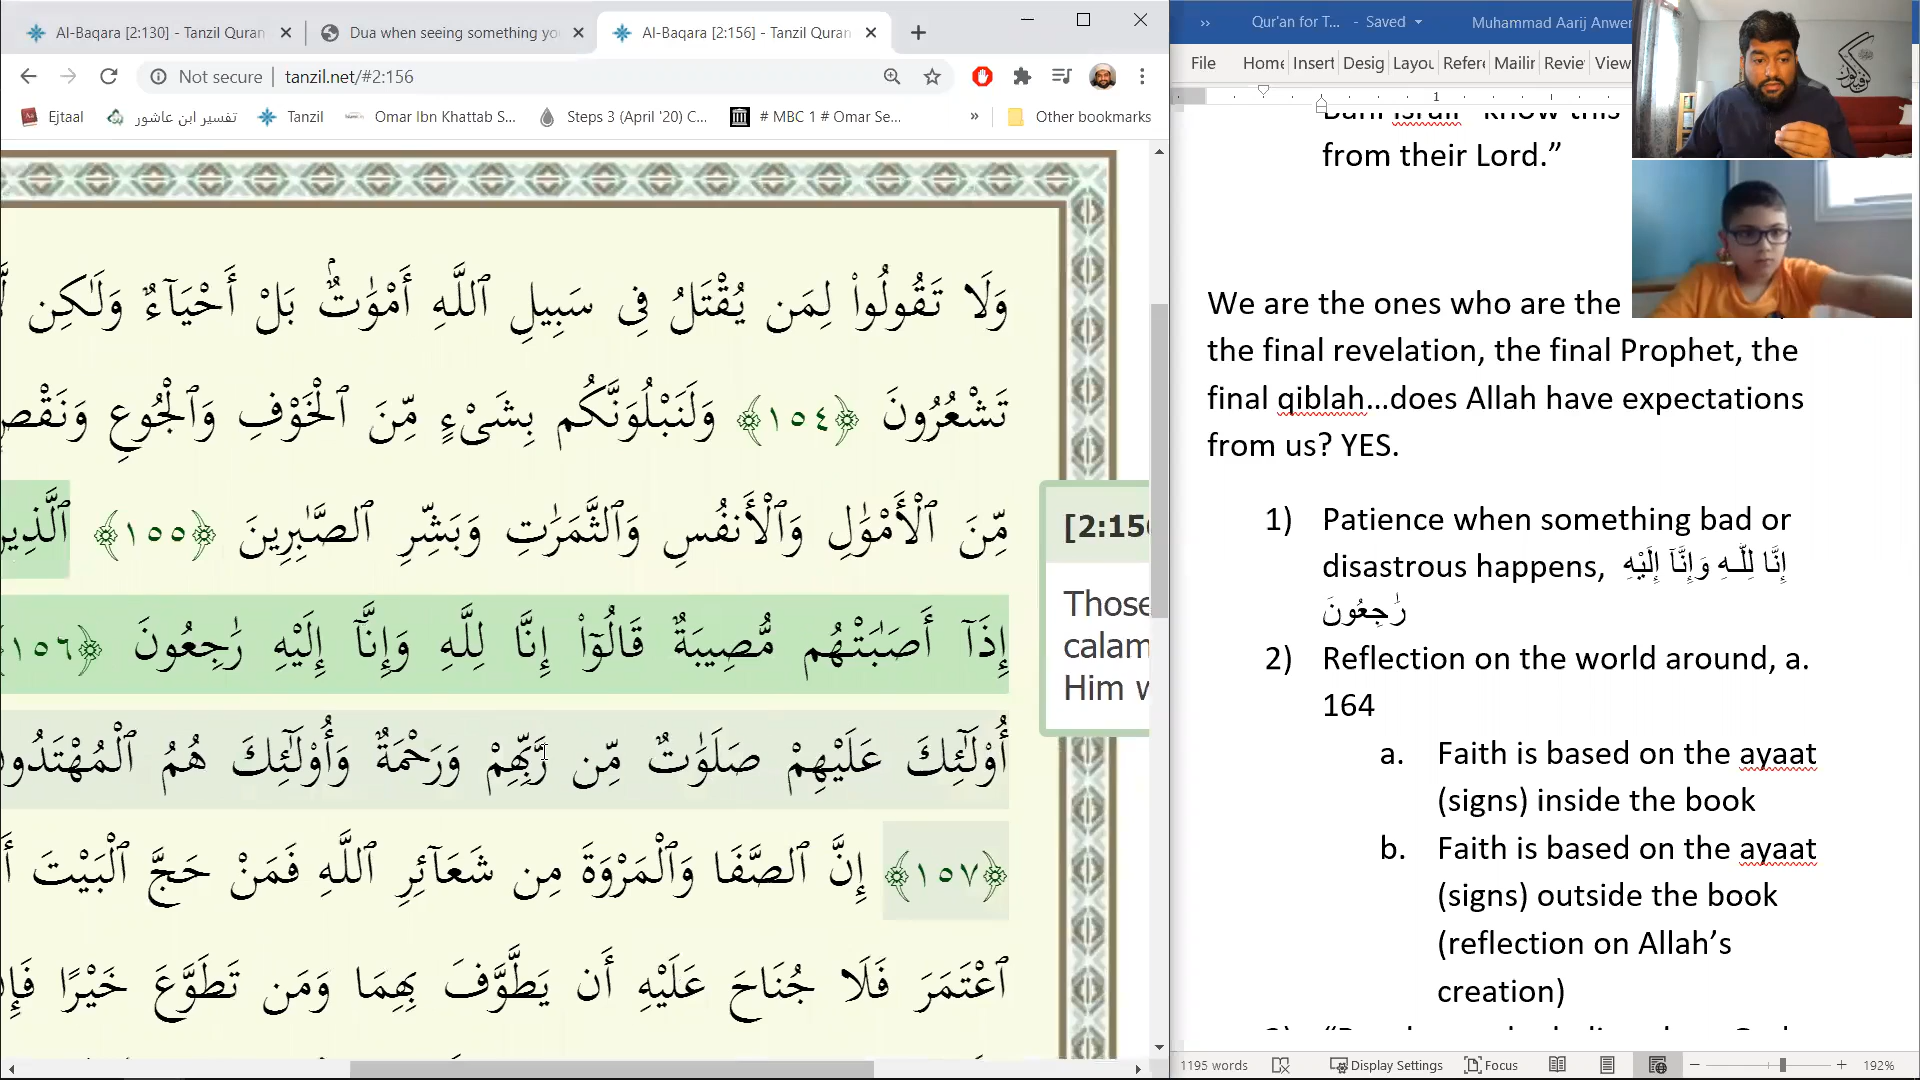 Al-Baqara [2:130] - Tanzil Quran
Dua when seeing something yo
Al-Baqara [2:156] - Tanzil Quran
Not secure | tanzil.net/#2:156
Ejtaal
تفسير ابن عاشور
Tanzil
Omar Ibn Khattab S...
Steps 3 (April '20) C...
# MBC 1 # Omar Se...
»
Other bookmarks
وَلَا تَقُولُوا۟ لِمَن يُقْتَلُ فِى سَبِيلِ ٱللَّهِ أَمْوَٰتٌۢ بَلْ أَحْيَآءٌ وَلَـٰكِن
تَشْعُرُونَ ﴿١٥٤﴾ وَلَنَبْلُوَنَّكُم بِشَىْءٍ مِّنَ ٱلْخَوْفِ وَٱلْجُوعِ وَنَقْصٍ
مِّنَ ٱلْأَمْوَٰلِ وَٱلْأَنفُسِ وَٱلثَّمَرَٰتِ وَبَشِّرِ ٱلصَّـٰبِرِينَ ﴿١٥٥﴾ ٱلَّذِين
إِذَآ أَصَـٰبَتْهُم مُّصِيبَةٌ قَالُوٓا۟ إِنَّا لِلَّهِ وَإِنَّآ إِلَيْهِ رَٰجِعُونَ ﴿١٥٦
أُو۟لَـٰٓئِكَ عَلَيْهِمْ صَلَوَٰتٌ مِّن رَّبِّهِمْ وَرَحْمَةٌ وَأُو۟لَـٰٓئِكَ هُمُ ٱلْمُهْتَدُو
﴿١٥٧﴾ إِنَّ ٱلصَّفَا وَٱلْمَرْوَةَ مِن شَعَآئِرِ ٱللَّهِ فَمَنْ حَجَّ ٱلْبَيْتَ أَ
ٱعْتَمَرَ فَلَا جُنَاحَ عَلَيْهِ أَن يَطَّوَّفَ بِهِمَا وَمَن تَطَوَّعَ خَيْرًا فَإِ
[2:156
Those
calam
Him w
»
Qur'an for T... - Saved
Muhammad Aarij Anwer
File Home Insert Desig Layou Refere Mailin Revie View
1
Bani Israil "know this
from their Lord.”
We are the ones who are the
the final revelation, the final Prophet, the
final qiblah...does Allah have expectations
from us? YES.
1) Patience when something bad or
disastrous happens, إِنَّا لِلَّـهِ وَإِنَّآ إِلَيْهِ
رَٰجِعُونَ
2) Reflection on the world around, a.
164
a. Faith is based on the ayaat
(signs) inside the book
b. Faith is based on the ayaat
(signs) outside the book
(reflection on Allah’s
creation)
1195 words
Display Settings
Focus
192%